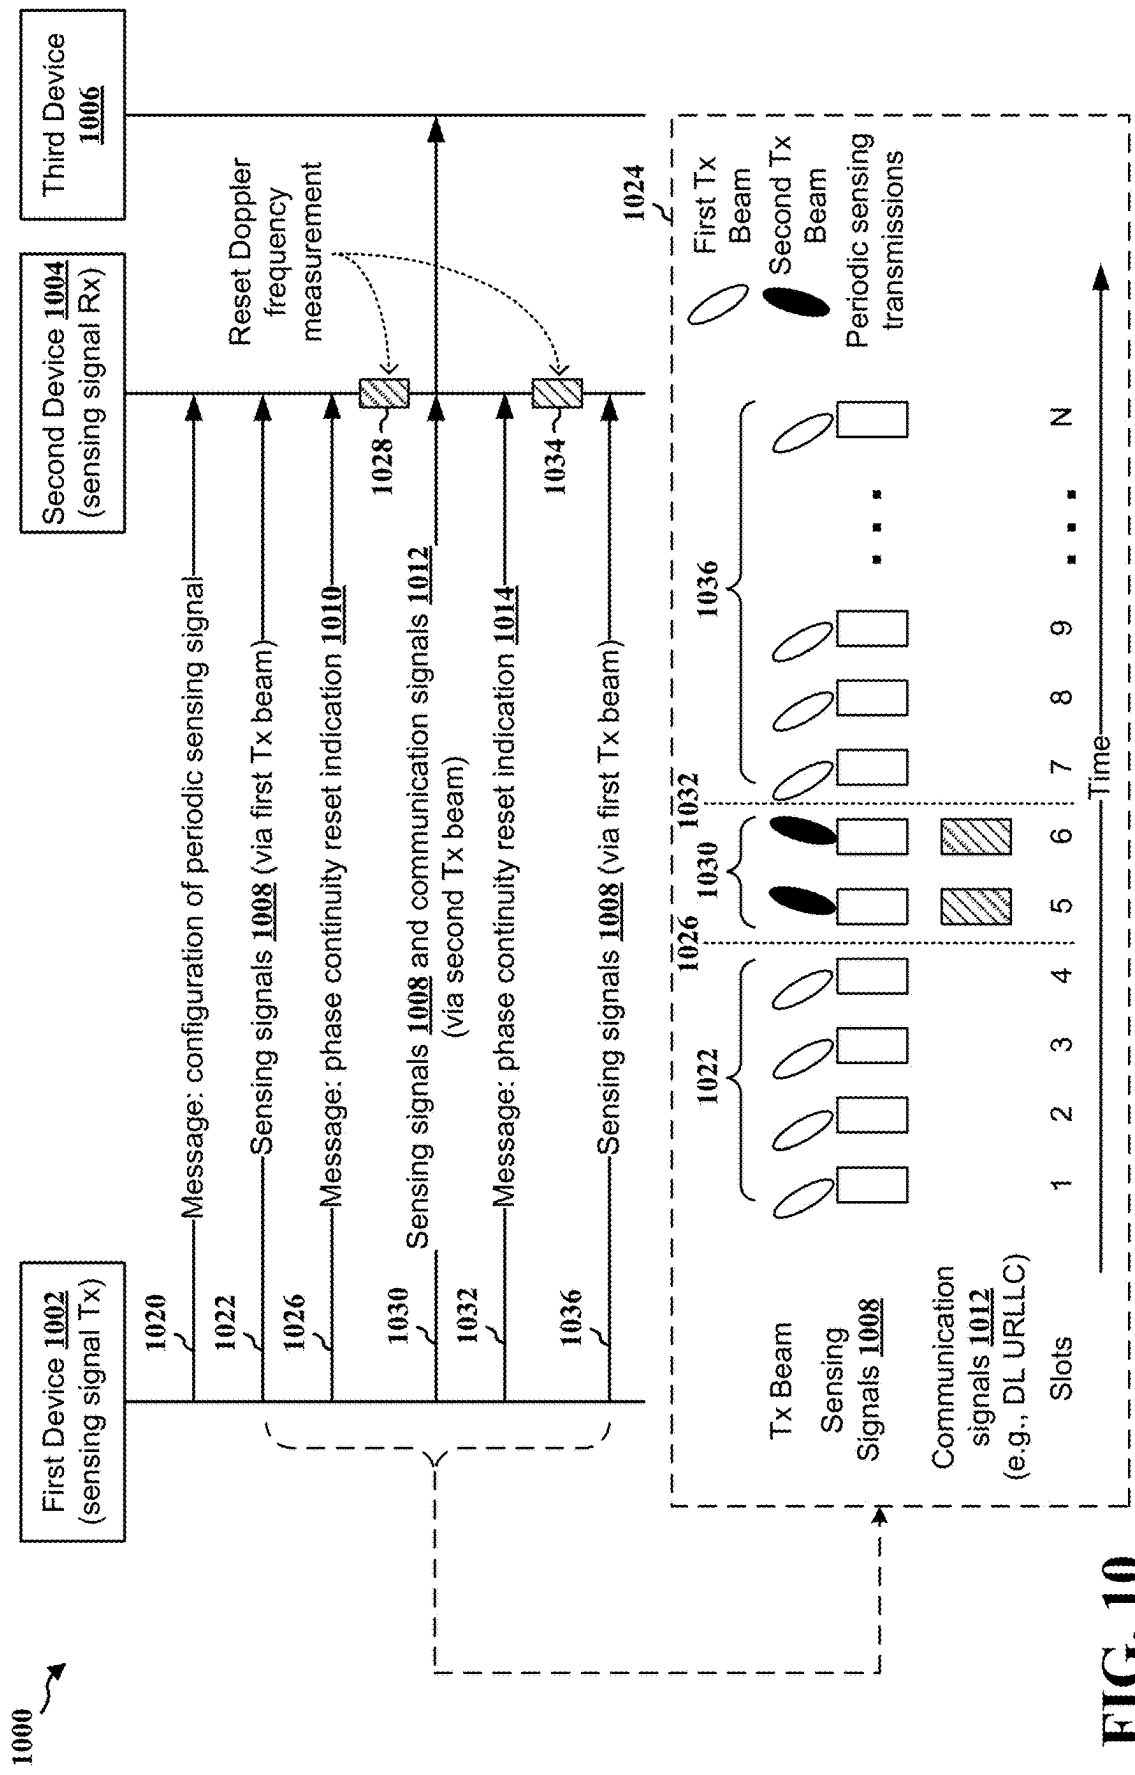 1000
First Device 1002
(sensing signal Tx)
Second Device 1004
(sensing signal Rx)
Third Device
1006
1020
Message: configuration of periodic sensing signal
1022
Sensing signals 1008 (via first Tx beam)
1026
Message: phase continuity reset indication 1010
Reset Doppler
frequency
measurement
1028
1030
Sensing signals 1008 and communication signals 1012
(via second Tx beam)
1032
Message: phase continuity reset indication 1014
1034
1036
Sensing signals 1008 (via first Tx beam)
1024
1022
1026
1030
1032
1036
First Tx
Beam
Second Tx
Beam
Periodic sensing
transmissions
Tx Beam
Sensing
Signals 1008
Communication
signals 1012
(e.g., DL URLLC)
Slots
1 2 3 4 5 6 7 8 9 N
Time
FIG. 10